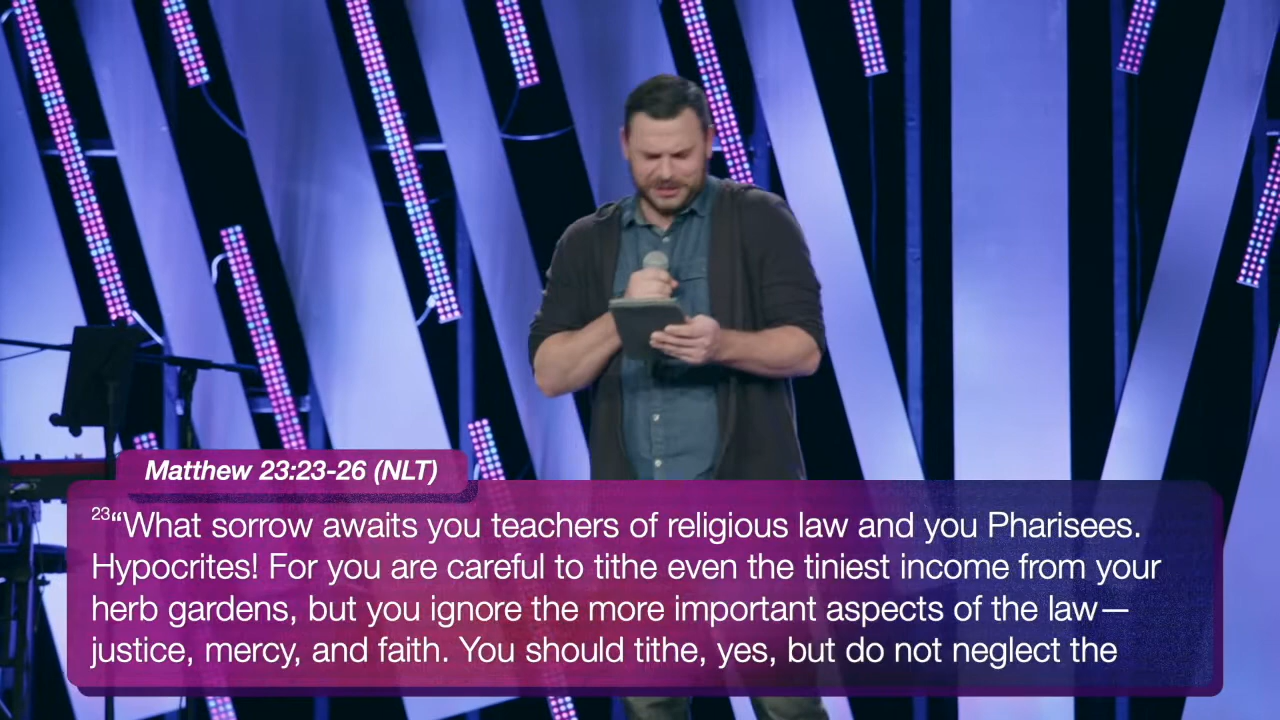 Matthew 23:23-26 (NLT)
23“What sorrow awaits you teachers of religious law and you Pharisees.
Hypocrites! For you are careful to tithe even the tiniest income from your
herb gardens, but you ignore the more important aspects of the law—
justice, mercy, and faith. You should tithe, yes, but do not neglect the